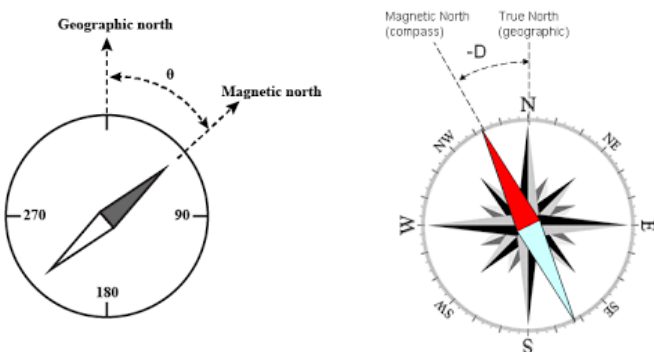 Geographic north
θ
Magnetic north
270
90
180
Magnetic North
(compass)
True North
(geographic)
-D
N
NW
NE
W
E
SW
SE
S